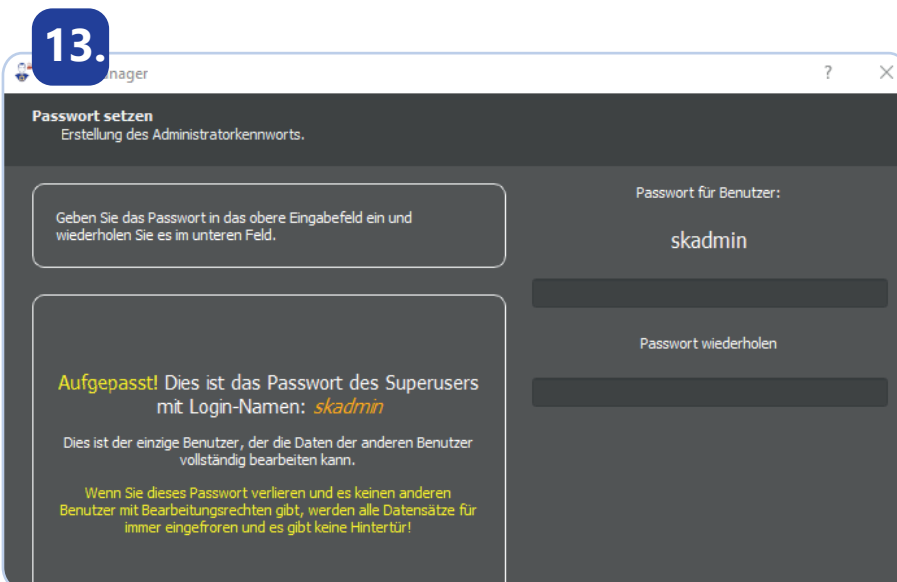 13.
nager
?
Passwort setzen
Erstellung des Administratorkennworts.
Geben Sie das Passwort in das obere Eingabefeld ein und
wiederholen Sie es im unteren Feld.
Aufgepasst! Dies ist das Passwort des Superusers
mit Login-Namen: skadmin
Dies ist der einzige Benutzer, der die Daten der anderen Benutzer
vollständig bearbeiten kann.
Wenn Sie dieses Passwort verlieren und es keinen anderen
Benutzer mit Bearbeitungsrechten gibt, werden alle Datensätze für
immer eingefroren und es gibt keine Hintertür!
Passwort für Benutzer:
skadmin
Passwort wiederholen